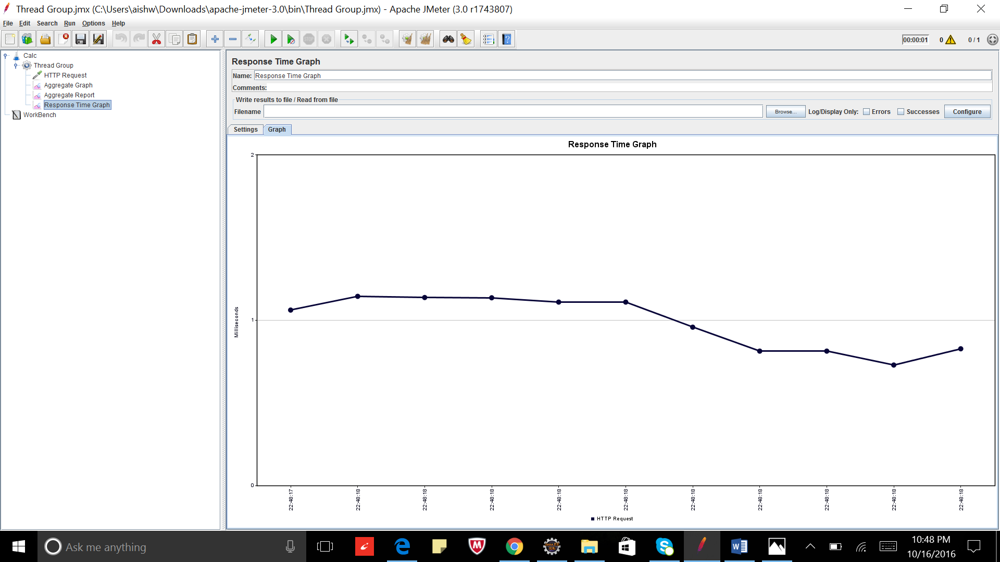 Thread Group.jmx (C:\Users\aishw\Downloads\apache-jmeter-3.0\bin\Thread Group.jmx) - Apache JMeter (3.0 r1743807)
File Edit Search Run Options Help
STOP
00:00:01 0 0 / 1
Calc
Thread Group
HTTP Request
Aggregate Graph
Aggregate Report
Response Time Graph
WorkBench
Response Time Graph
Name: Response Time Graph
Comments:
Write results to file / Read from file
Filename Browse... Log/Display Only: Errors Successes Configure
Settings Graph
Response Time Graph
2
1
0
Milliseconds
22:48:17
22:48:18
22:48:18
22:48:18
22:48:18
22:48:18
22:48:18
22:48:18
22:48:18
22:48:18
22:48:18
HTTP Request
Ask me anything
Java EE
IDE
10:48 PM
10/16/2016